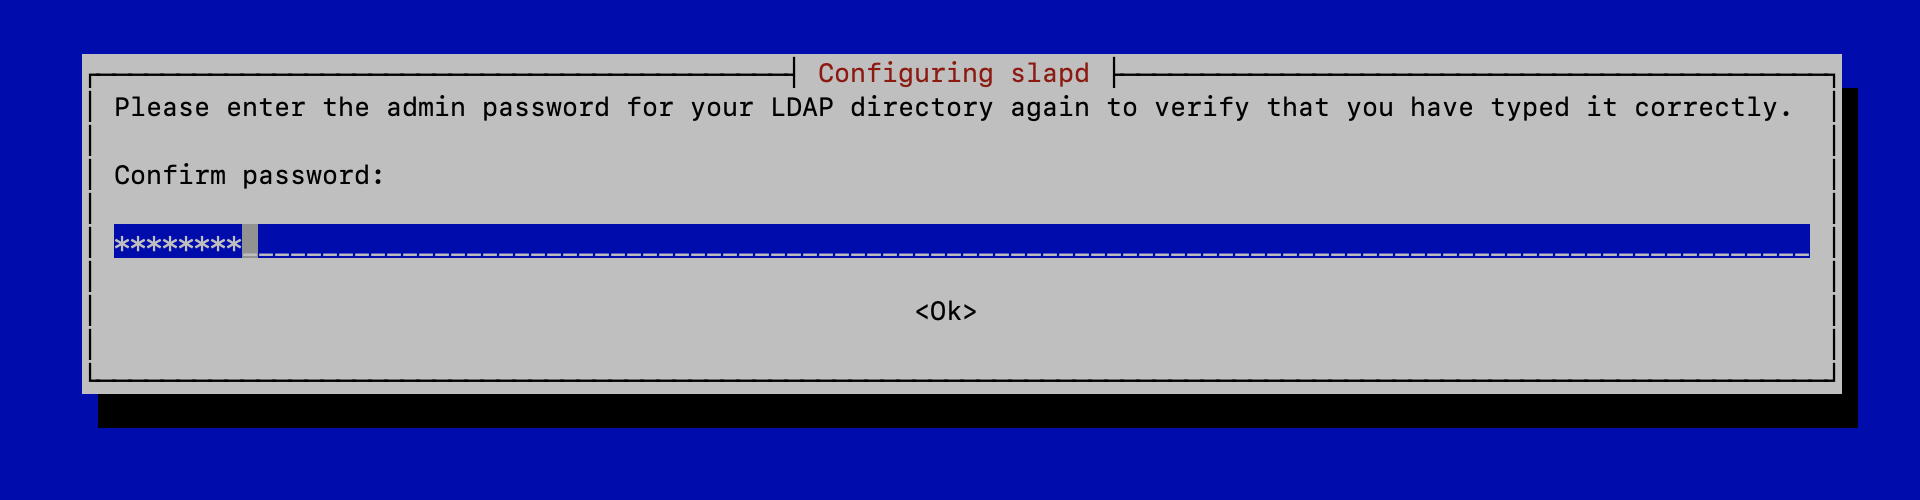 Configuring slapd
Please enter the admin password for your LDAP directory again to verify that you have typed it correctly.
Confirm password:
********
<Ok>